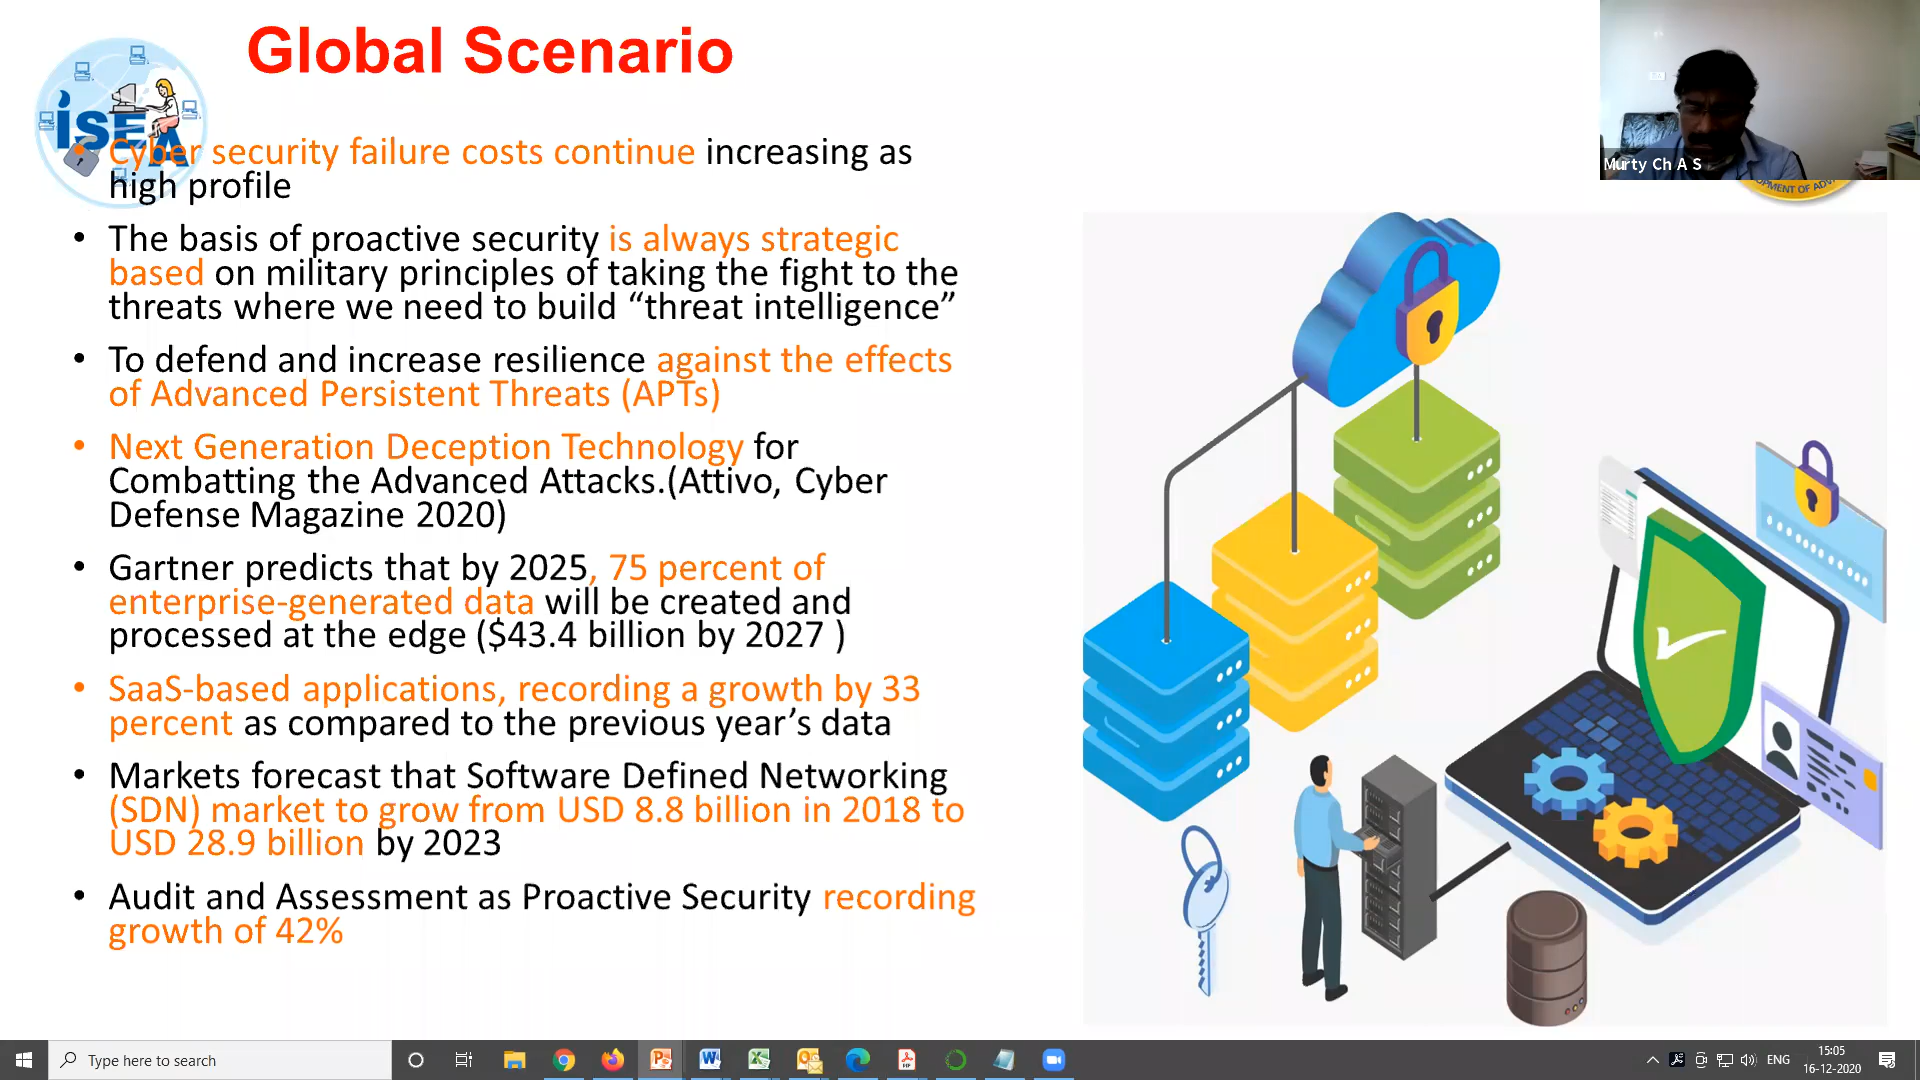 Global Scenario
ISEA
Murty Ch A S
OPMENT OF ADV
• Cyber security failure costs continue increasing as
high profile
• The basis of proactive security is always strategic
based on military principles of taking the fight to the
threats where we need to build “threat intelligence”
• To defend and increase resilience against the effects
of Advanced Persistent Threats (APTs)
• Next Generation Deception Technology for
Combatting the Advanced Attacks.(Attivo, Cyber
Defense Magazine 2020)
• Gartner predicts that by 2025, 75 percent of
enterprise-generated data will be created and
processed at the edge ($43.4 billion by 2027 )
• SaaS-based applications, recording a growth by 33
percent as compared to the previous year’s data
• Markets forecast that Software Defined Networking
(SDN) market to grow from USD 8.8 billion in 2018 to
USD 28.9 billion by 2023
• Audit and Assessment as Proactive Security recording
growth of 42%
Type here to search
ENG
15:05
16-12-2020